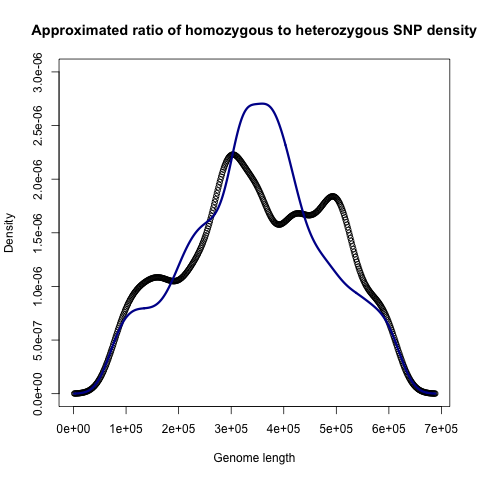 Approximated ratio of homozygous to heterozygous SNP density
3.0e-06
2.5e-06
2.0e-06
1.5e-06
1.0e-06
5.0e-07
0.0e+00
Density
0e+00 1e+05 2e+05 3e+05 4e+05 5e+05 6e+05 7e+05
Genome length